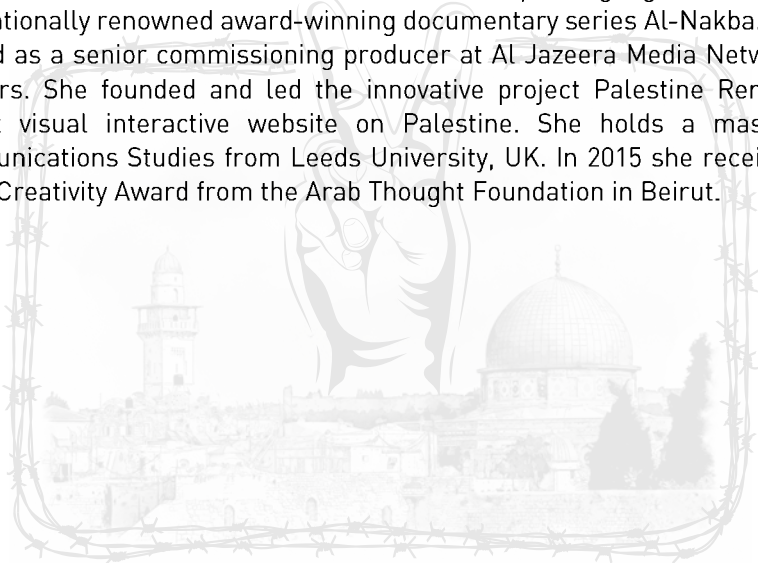 ationally renowned award-winning documentary series Al-Nakba.
d as a senior commissioning producer at Al Jazeera Media Netw
rs. She founded and led the innovative project Palestine Ren
t visual interactive website on Palestine. She holds a mas
unications Studies from Leeds University, UK. In 2015 she recei
Creativity Award from the Arab Thought Foundation in Beirut.